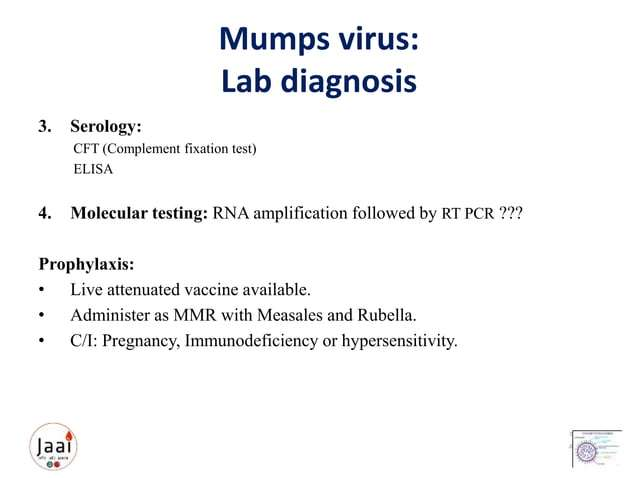 Mumps virus:
Lab diagnosis
3. Serology:
CFT (Complement fixation test)
ELISA
4. Molecular testing: RNA amplification followed by RT PCR ???
Prophylaxis:
• Live attenuated vaccine available.
• Administer as MMR with Measales and Rubella.
• C/I: Pregnancy, Immunodeficiency or hypersensitivity.
Jaai